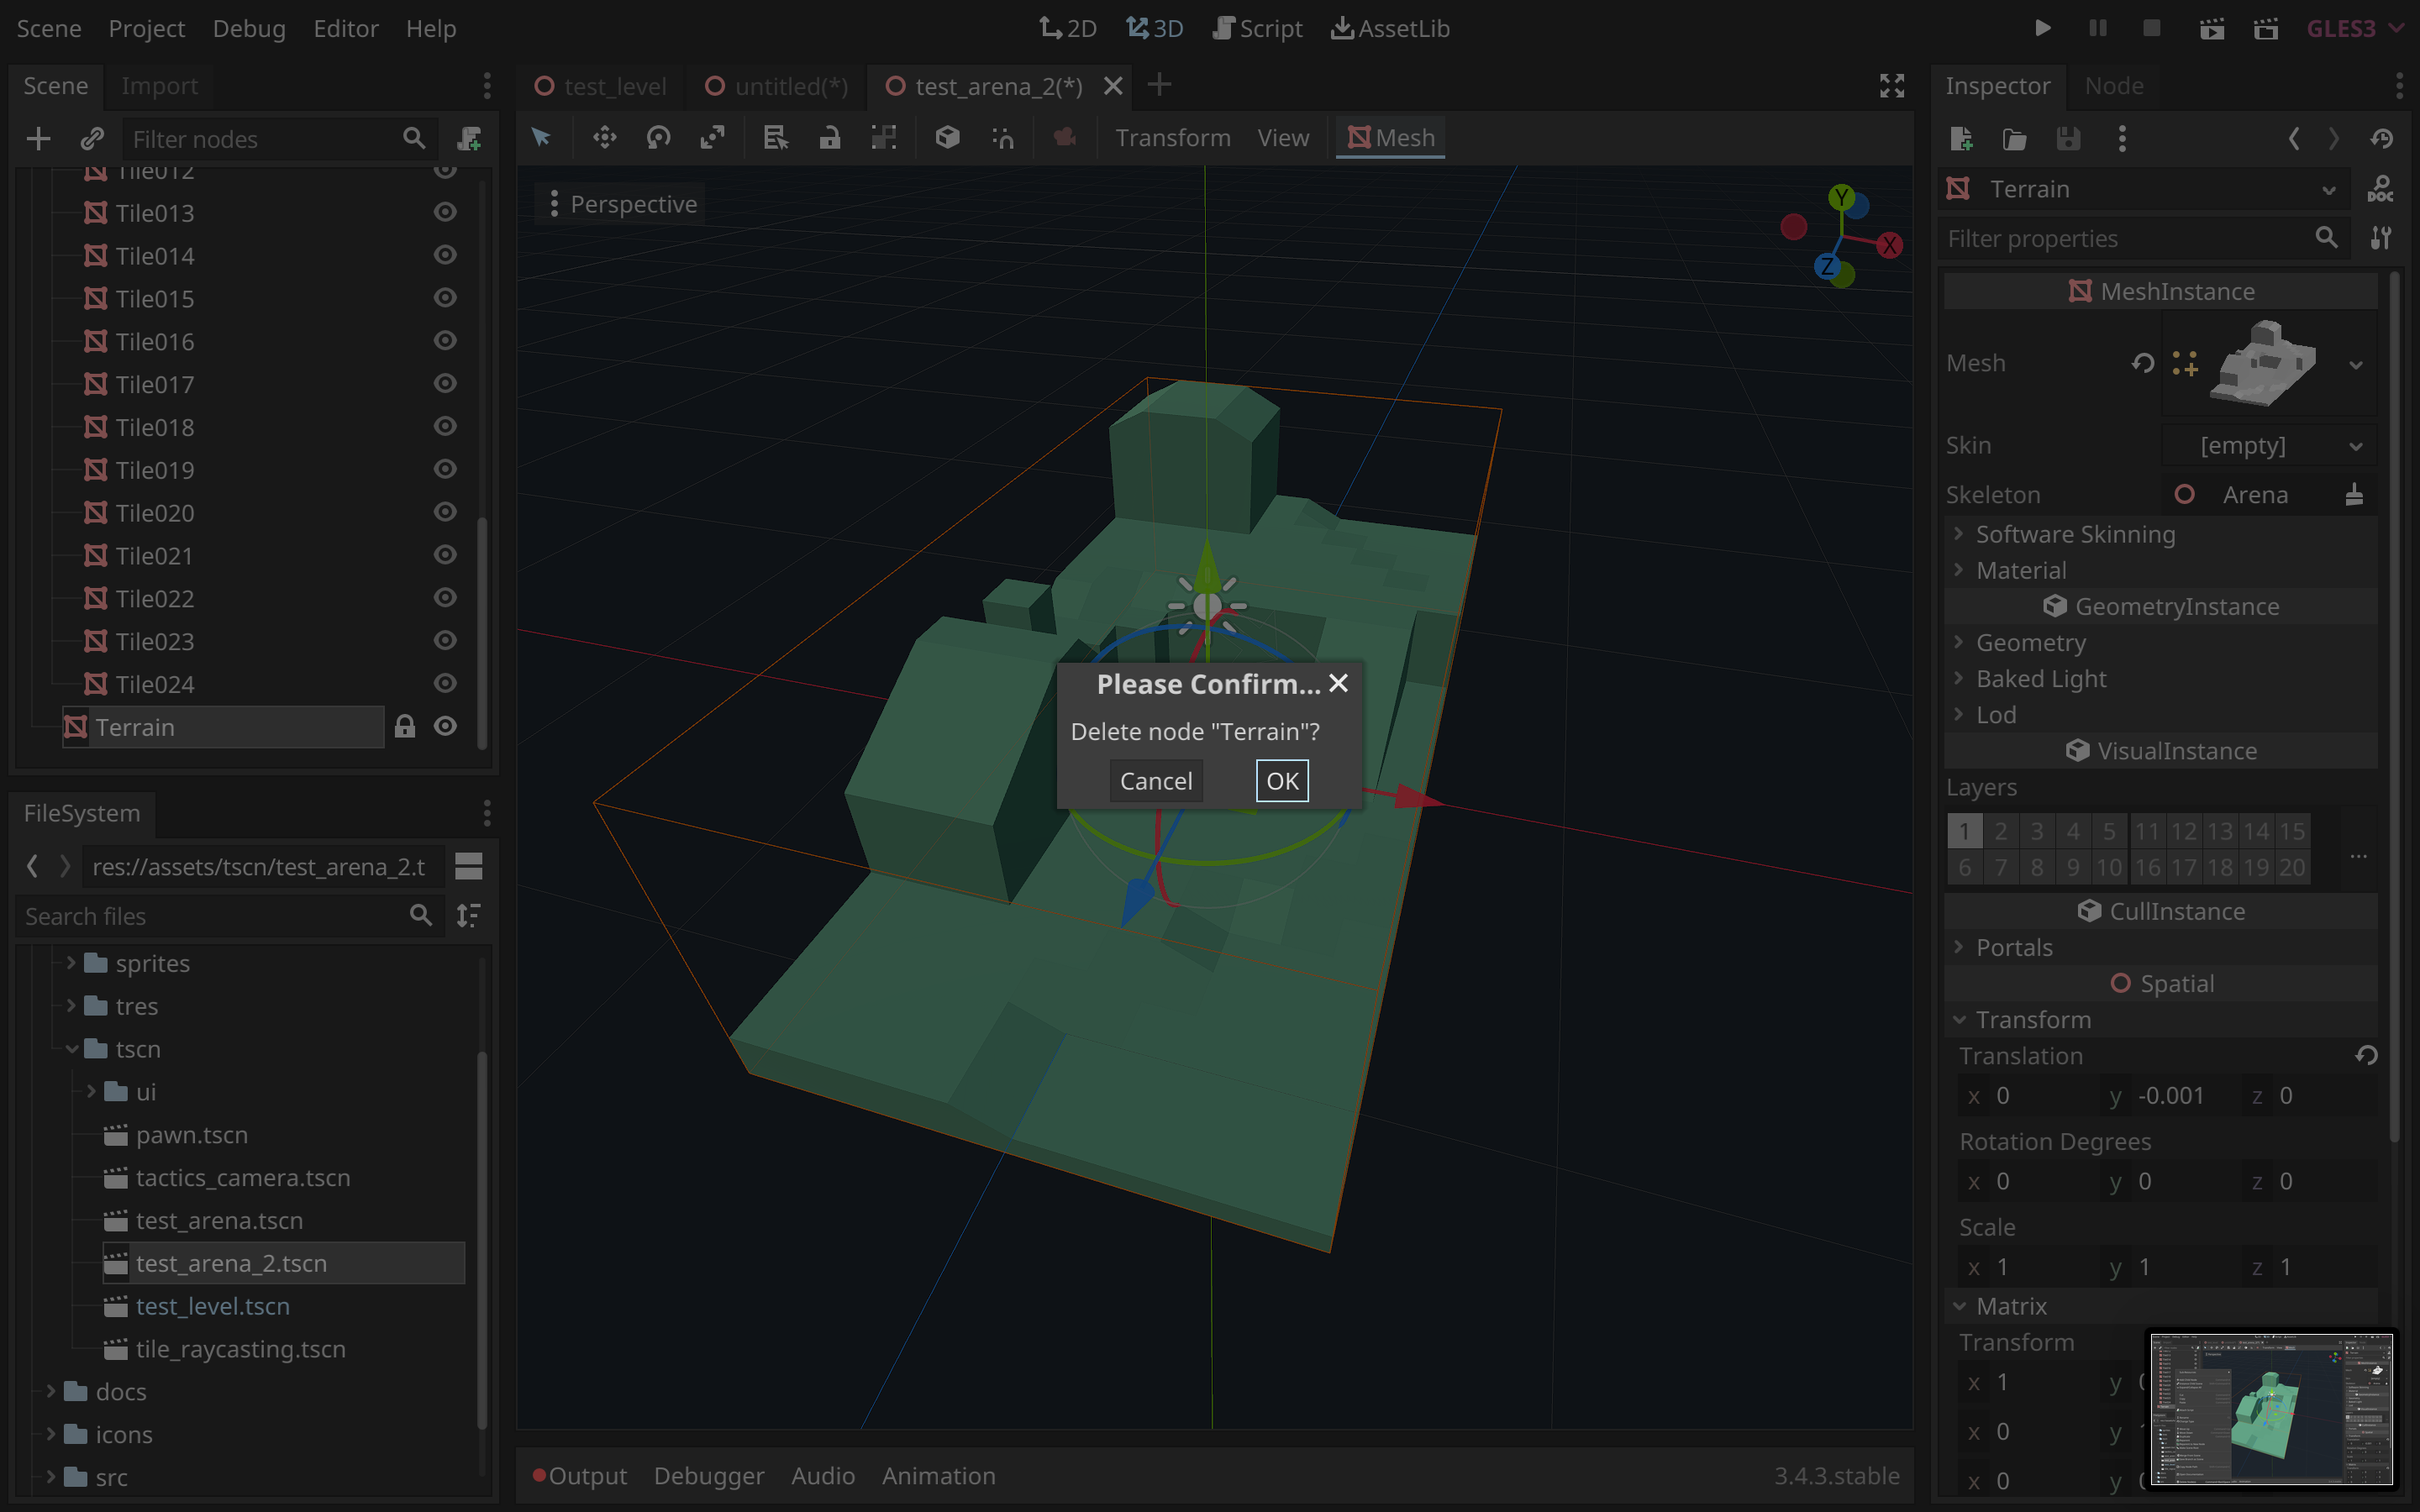 Scene Project Debug Editor Help
2D 3D Script AssetLib
GLES3
Scene Import
Filter nodes
Tile012
Tile013
Tile014
Tile015
Tile016
Tile017
Tile018
Tile019
Tile020
Tile021
Tile022
Tile023
Tile024
Terrain
FileSystem
res://assets/tscn/test_arena_2.t
Search files
sprites
tres
tscn
ui
pawn.tscn
tactics_camera.tscn
test_arena.tscn
test_arena_2.tscn
test_level.tscn
tile_raycasting.tscn
docs
icons
src
test_level untitled(*) test_arena_2(*)
Transform View Mesh
Perspective
Y
X
Z
Please Confirm...
Delete node "Terrain"?
Cancel OK
Output Debugger Audio Animation 3.4.3.stable
Inspector Node
Terrain
DOC
Filter properties
MeshInstance
Mesh
Skin [empty]
Skeleton Arena
Software Skinning
Material
GeometryInstance
Geometry
Baked Light
Lod
VisualInstance
Layers
1 2 3 4 5 11 12 13 14 15
6 7 8 9 10 16 17 18 19 20
...
CullInstance
Portals
Spatial
Transform
Translation
x 0 y -0.001 z 0
Rotation Degrees
x 0 y 0 z 0
Scale
x 1 y 1 z 1
Matrix
Transform
x 1 y
x 0 y
x 0 y